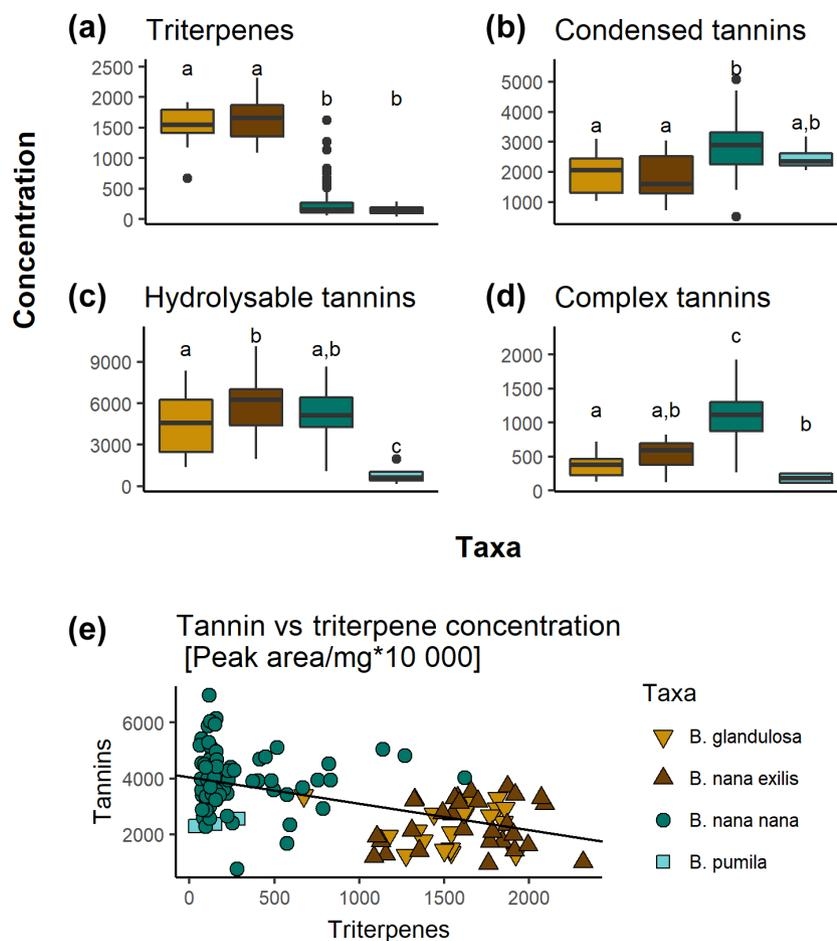 (a) Triterpenes
2500
2000
1500
1000
500
0
a a b b
(b) Condensed tannins
5000
4000
3000
2000
1000
a a b a,b
Concentration
(c) Hydrolysable tannins
9000
6000
3000
0
a b a,b c
(d) Complex tannins
2000
1500
1000
500
0
a a,b c b
Taxa
(e) Tannin vs triterpene concentration
[Peak area/mg*10 000]
Tannins
6000
4000
2000
0 500 1000 1500 2000
Triterpenes
Taxa
B. glandulosa
B. nana exilis
B. nana nana
B. pumila